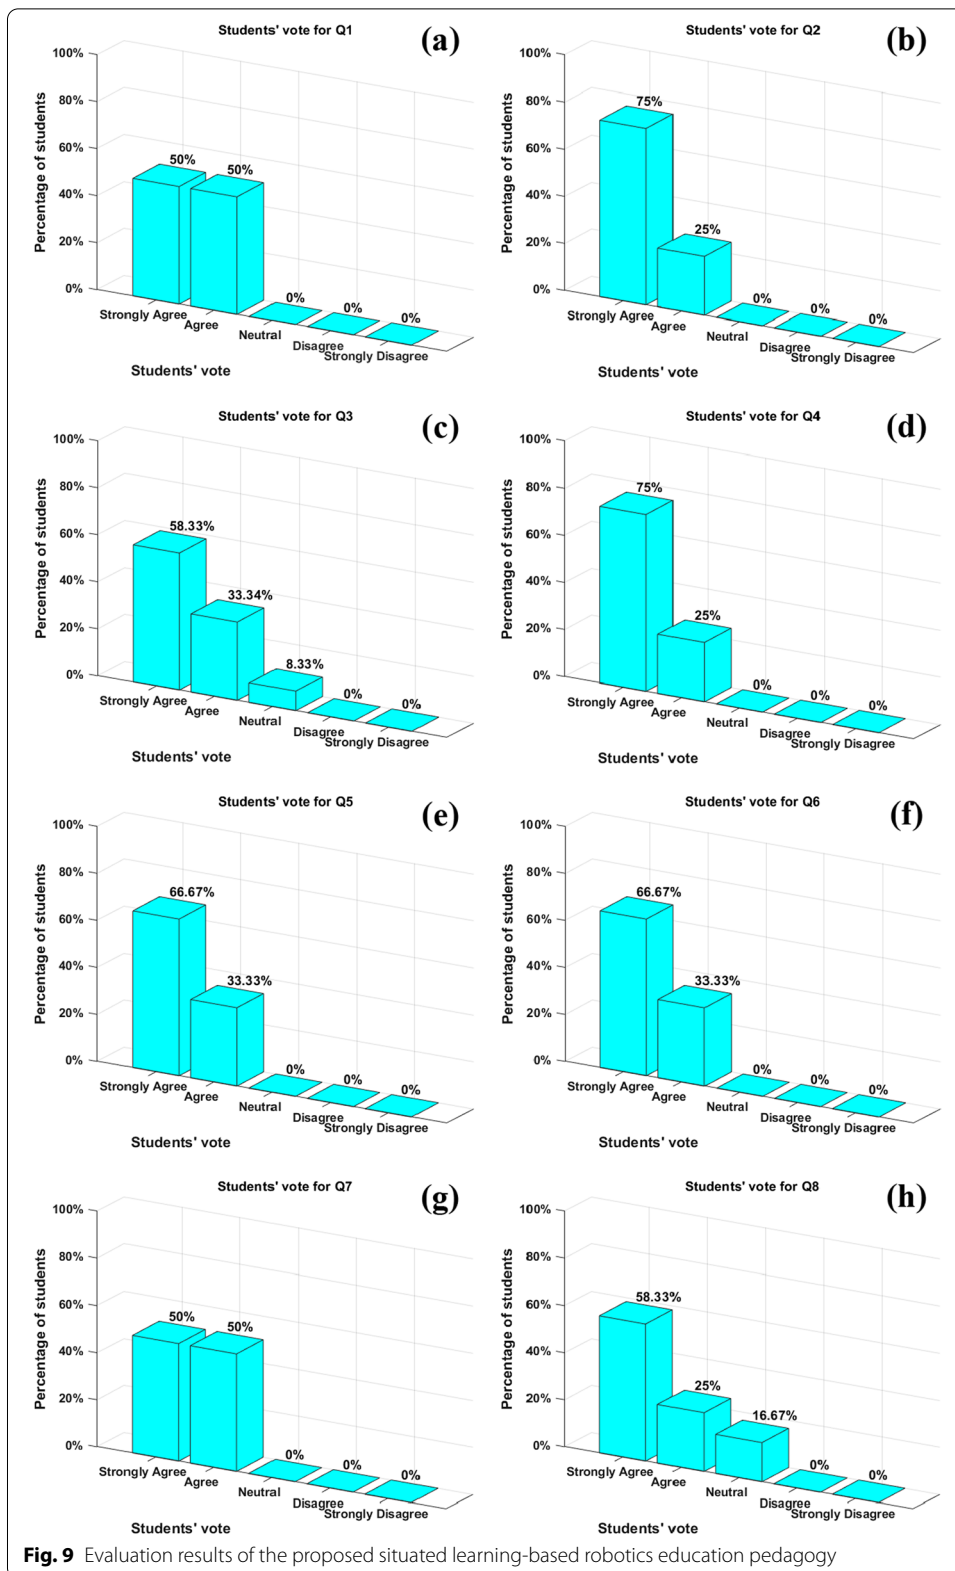 Students' vote for Q1
(a)
100%
80%
60%
40%
20%
0%
Percentage of students
50%
50%
0%
0%
0%
Strongly Agree
Agree
Neutral
Disagree
Strongly Disagree
Students' vote
Students' vote for Q2
(b)
100%
80%
60%
40%
20%
0%
Percentage of students
75%
25%
0%
0%
0%
Strongly Agree
Agree
Neutral
Disagree
Strongly Disagree
Students' vote
Students' vote for Q3
(c)
100%
80%
60%
40%
20%
0%
Percentage of students
58.33%
33.34%
8.33%
0%
0%
Strongly Agree
Agree
Neutral
Disagree
Strongly Disagree
Students' vote
Students' vote for Q4
(d)
100%
80%
60%
40%
20%
0%
Percentage of students
75%
25%
0%
0%
0%
Strongly Agree
Agree
Neutral
Disagree
Strongly Disagree
Students' vote
Students' vote for Q5
(e)
100%
80%
60%
40%
20%
0%
Percentage of students
66.67%
33.33%
0%
0%
0%
Strongly Agree
Agree
Neutral
Disagree
Strongly Disagree
Students' vote
Students' vote for Q6
(f)
100%
80%
60%
40%
20%
0%
Percentage of students
66.67%
33.33%
0%
0%
0%
Strongly Agree
Agree
Neutral
Disagree
Strongly Disagree
Students' vote
Students' vote for Q7
(g)
100%
80%
60%
40%
20%
0%
Percentage of students
50%
50%
0%
0%
0%
Strongly Agree
Agree
Neutral
Disagree
Strongly Disagree
Students' vote
Students' vote for Q8
(h)
100%
80%
60%
40%
20%
0%
Percentage of students
58.33%
25%
16.67%
0%
0%
Strongly Agree
Agree
Neutral
Disagree
Strongly Disagree
Students' vote
Fig. 9 Evaluation results of the proposed situated learning-based robotics education pedagogy